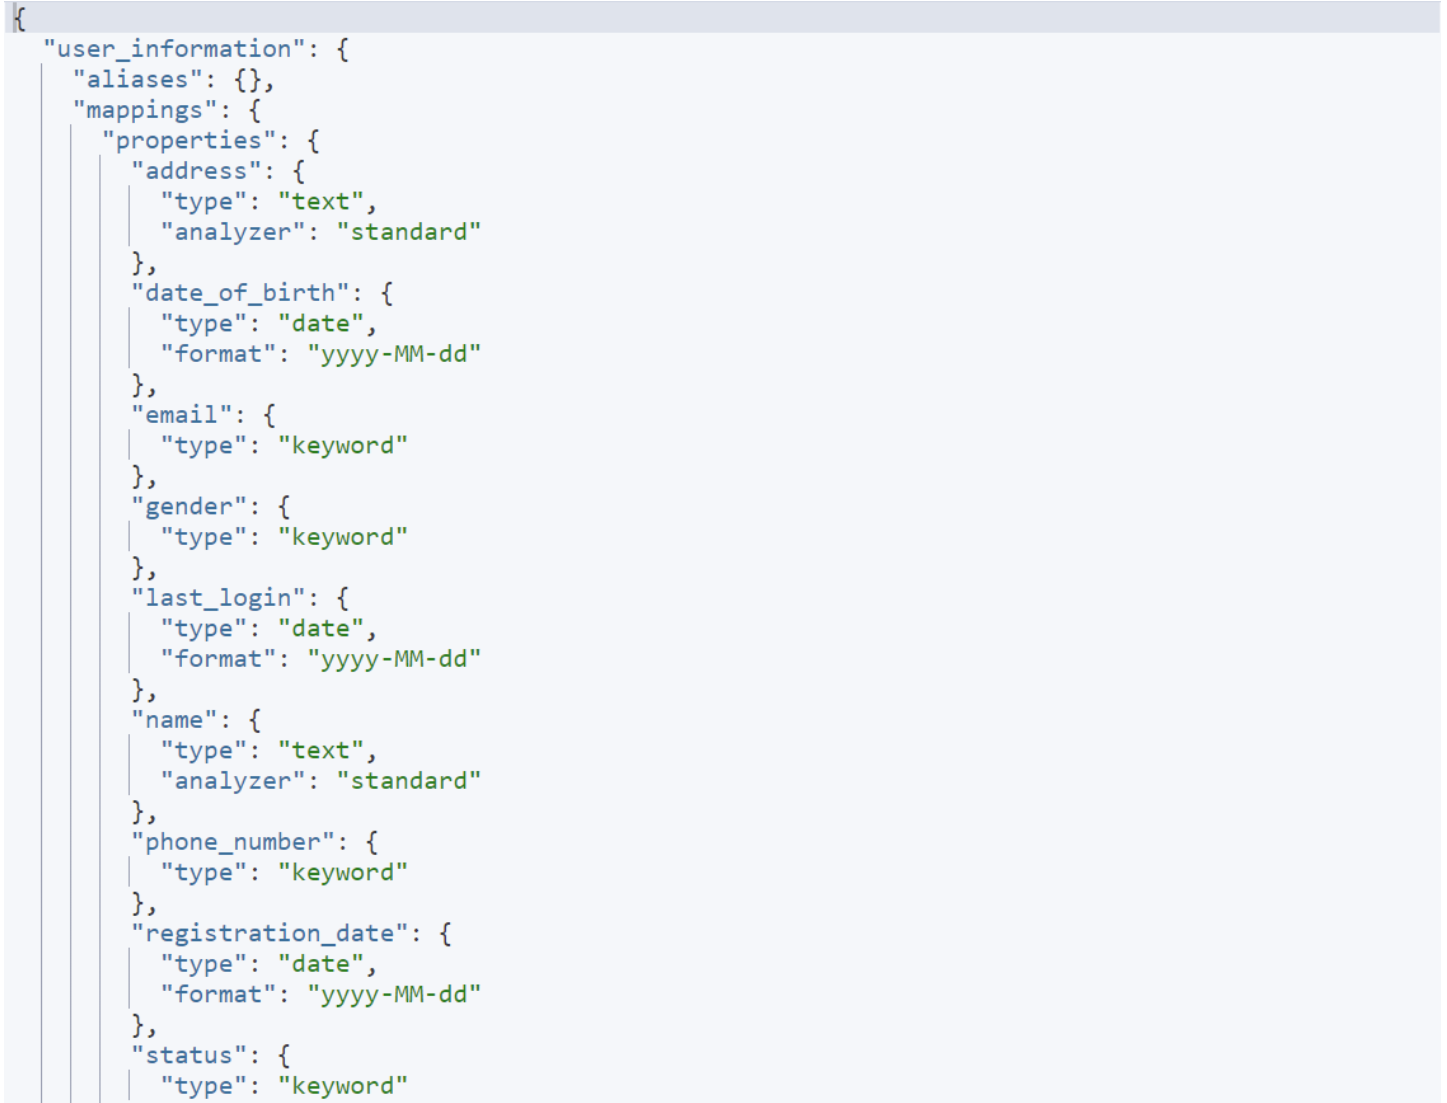 {
  "user_information": {
    "aliases": {},
    "mappings": {
      "properties": {
        "address": {
          "type": "text",
          "analyzer": "standard"
        },
        "date_of_birth": {
          "type": "date",
          "format": "yyyy-MM-dd"
        },
        "email": {
          "type": "keyword"
        },
        "gender": {
          "type": "keyword"
        },
        "last_login": {
          "type": "date",
          "format": "yyyy-MM-dd"
        },
        "name": {
          "type": "text",
          "analyzer": "standard"
        },
        "phone_number": {
          "type": "keyword"
        },
        "registration_date": {
          "type": "date",
          "format": "yyyy-MM-dd"
        },
        "status": {
          "type": "keyword"